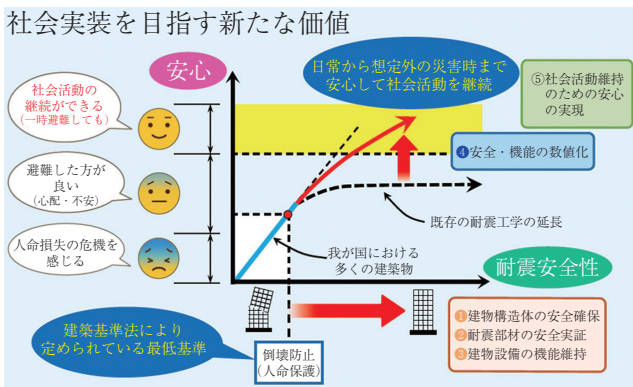 社会実装を目指す新たな価値
安心
日常から想定外の災害時まで
安心して社会活動を継続
⑤社会活動維持
のための安心
の実現
社会活動の
継続ができる
(一時避難しても)
❹安全・機能の数値化
避難した方が
良い
(心配・不安)
既存の耐震工学の延長
人命損失の危機を
感じる
我が国における
多くの建築物
耐震安全性
建築基準法により
定められている最低基準
倒壊防止
(人命保護)
❶建物構造体の安全確保
❷耐震部材の安全実証
❸建物設備の機能維持